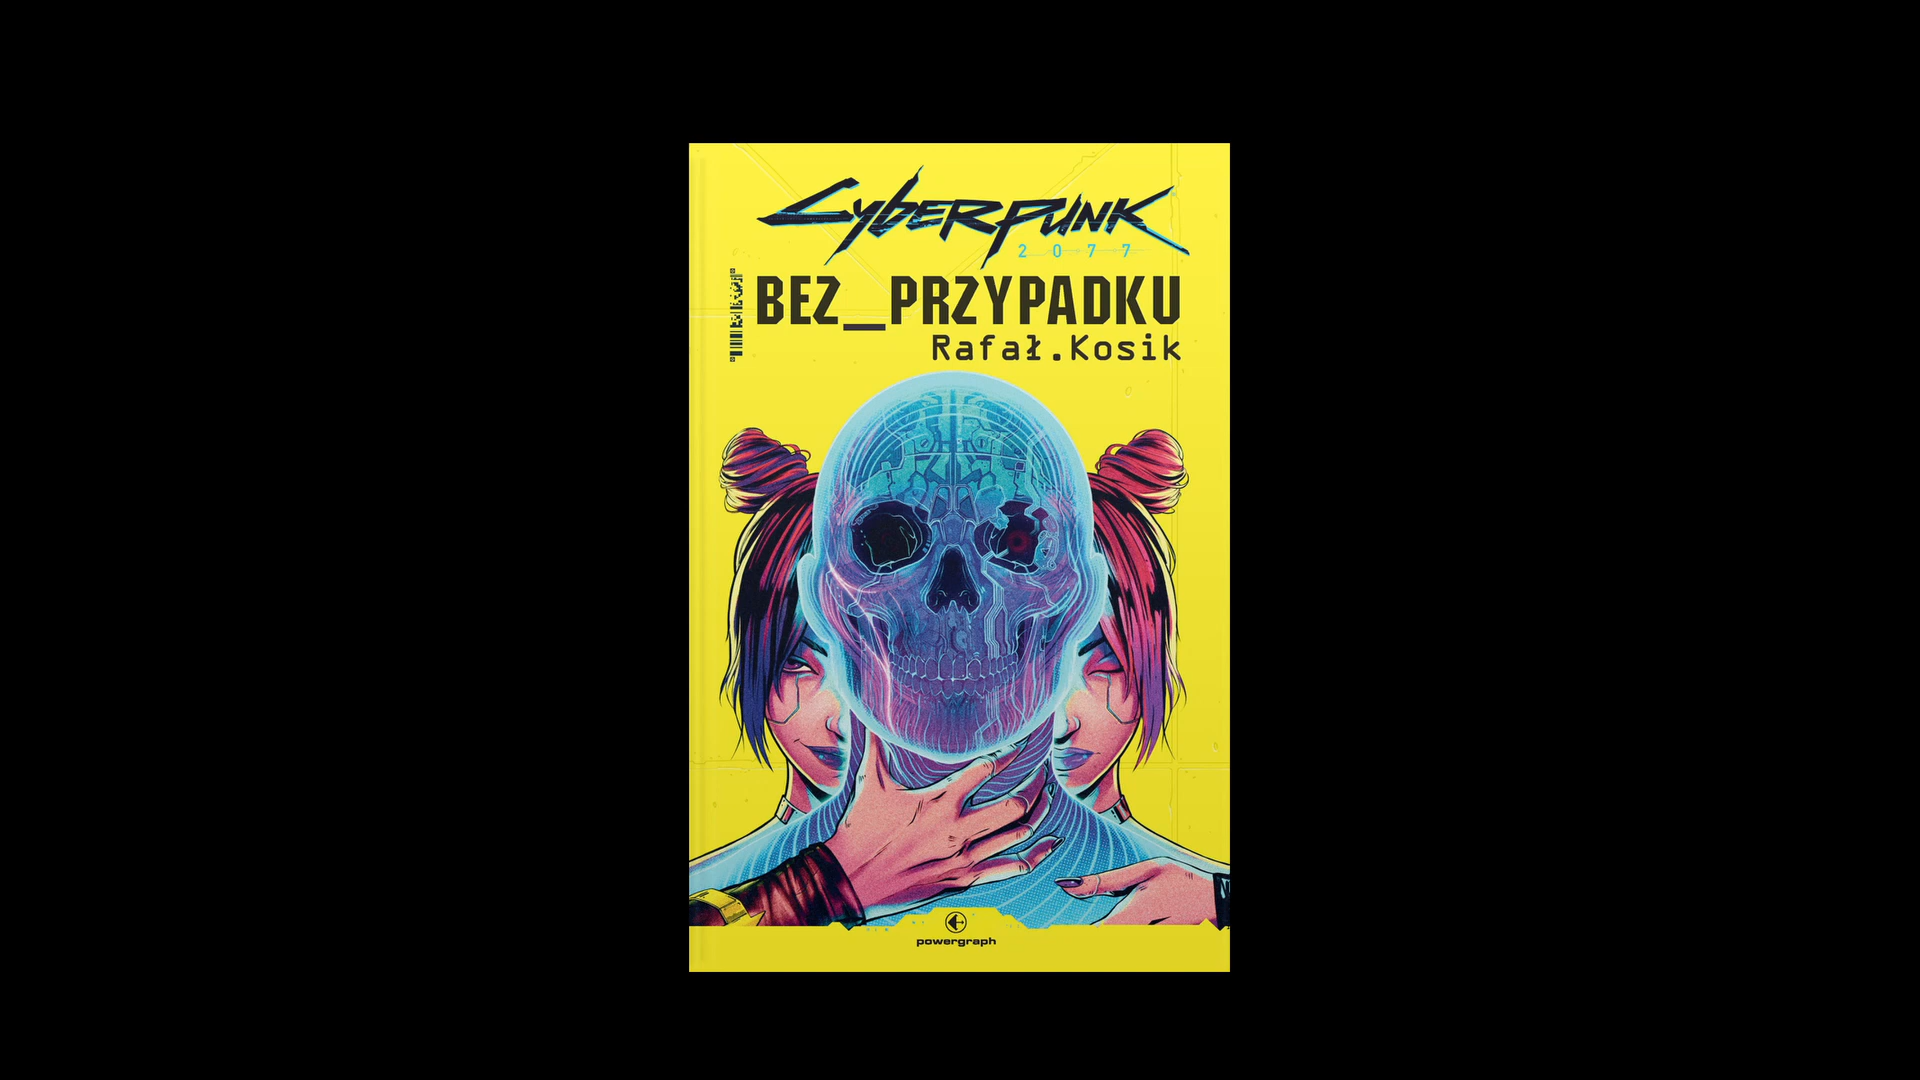 Cyberpunk
2077
BEZ_PRZYPADKU
Rafał.Kosik
powergraph